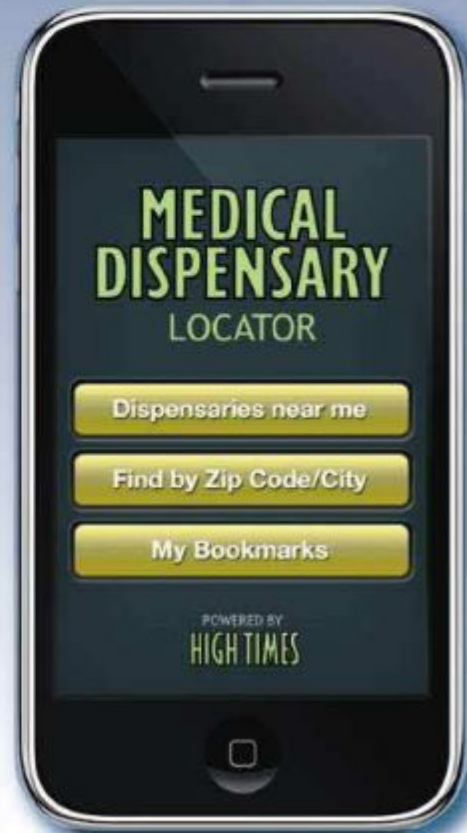 MEDICAL
DISPENSARY
LOCATOR
Dispensaries near me
Find by Zip Code/City
My Bookmarks
POWERED BY
HIGH TIMES